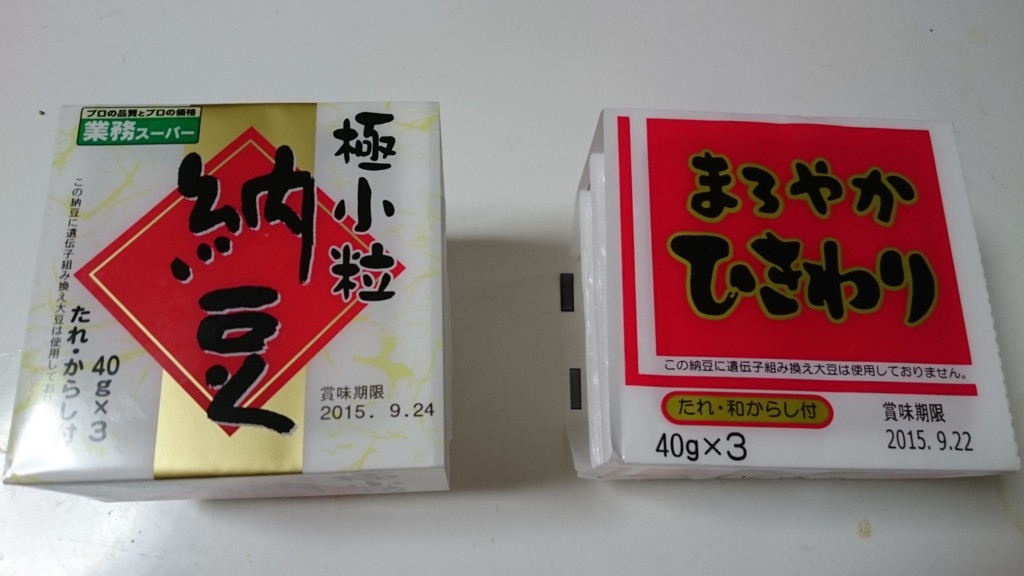 プロの品質とプロの価格
業務スーパー
極小粒
納豆
この納豆に遺伝子組み換え大豆は使用してお
たれ・からし付
40g×3
賞味期限
2015. 9.24
まろやか
ひきわり
この納豆に遺伝子組み換え大豆は使用しておりません。
たれ・和からし付
40g×3
賞味期限
2015. 9.22